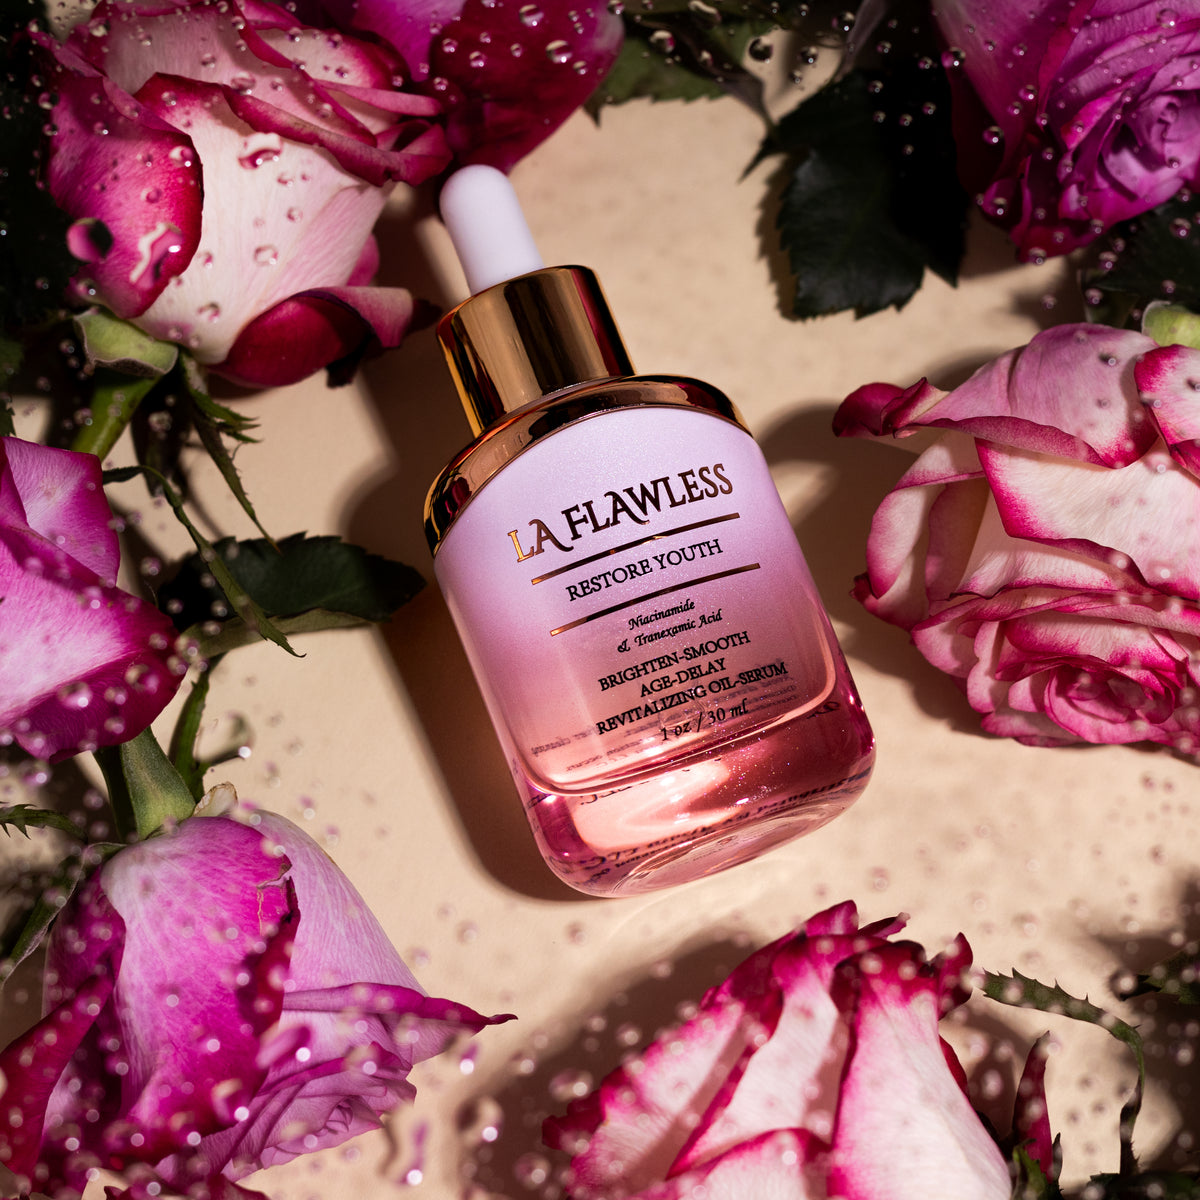 LA FLAWLESS
RESTORE YOUTH
Niacinamide
& Tranexamic Acid
BRIGHTEN-SMOOTH
AGE-DELAY
REVITALIZING OIL-SERUM
1 oz / 30 ml